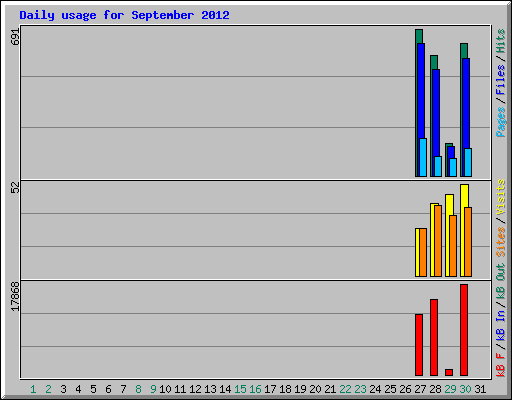 Daily usage for September 2012
691
52
17868
Pages / Files / Hits
Sites / Visits
kB F / kB In / kB Out
1 2 3 4 5 6 7 8 9 10 11 12 13 14 15 16 17 18 19 20 21 22 23 24 25 26 27 28 29 30 31